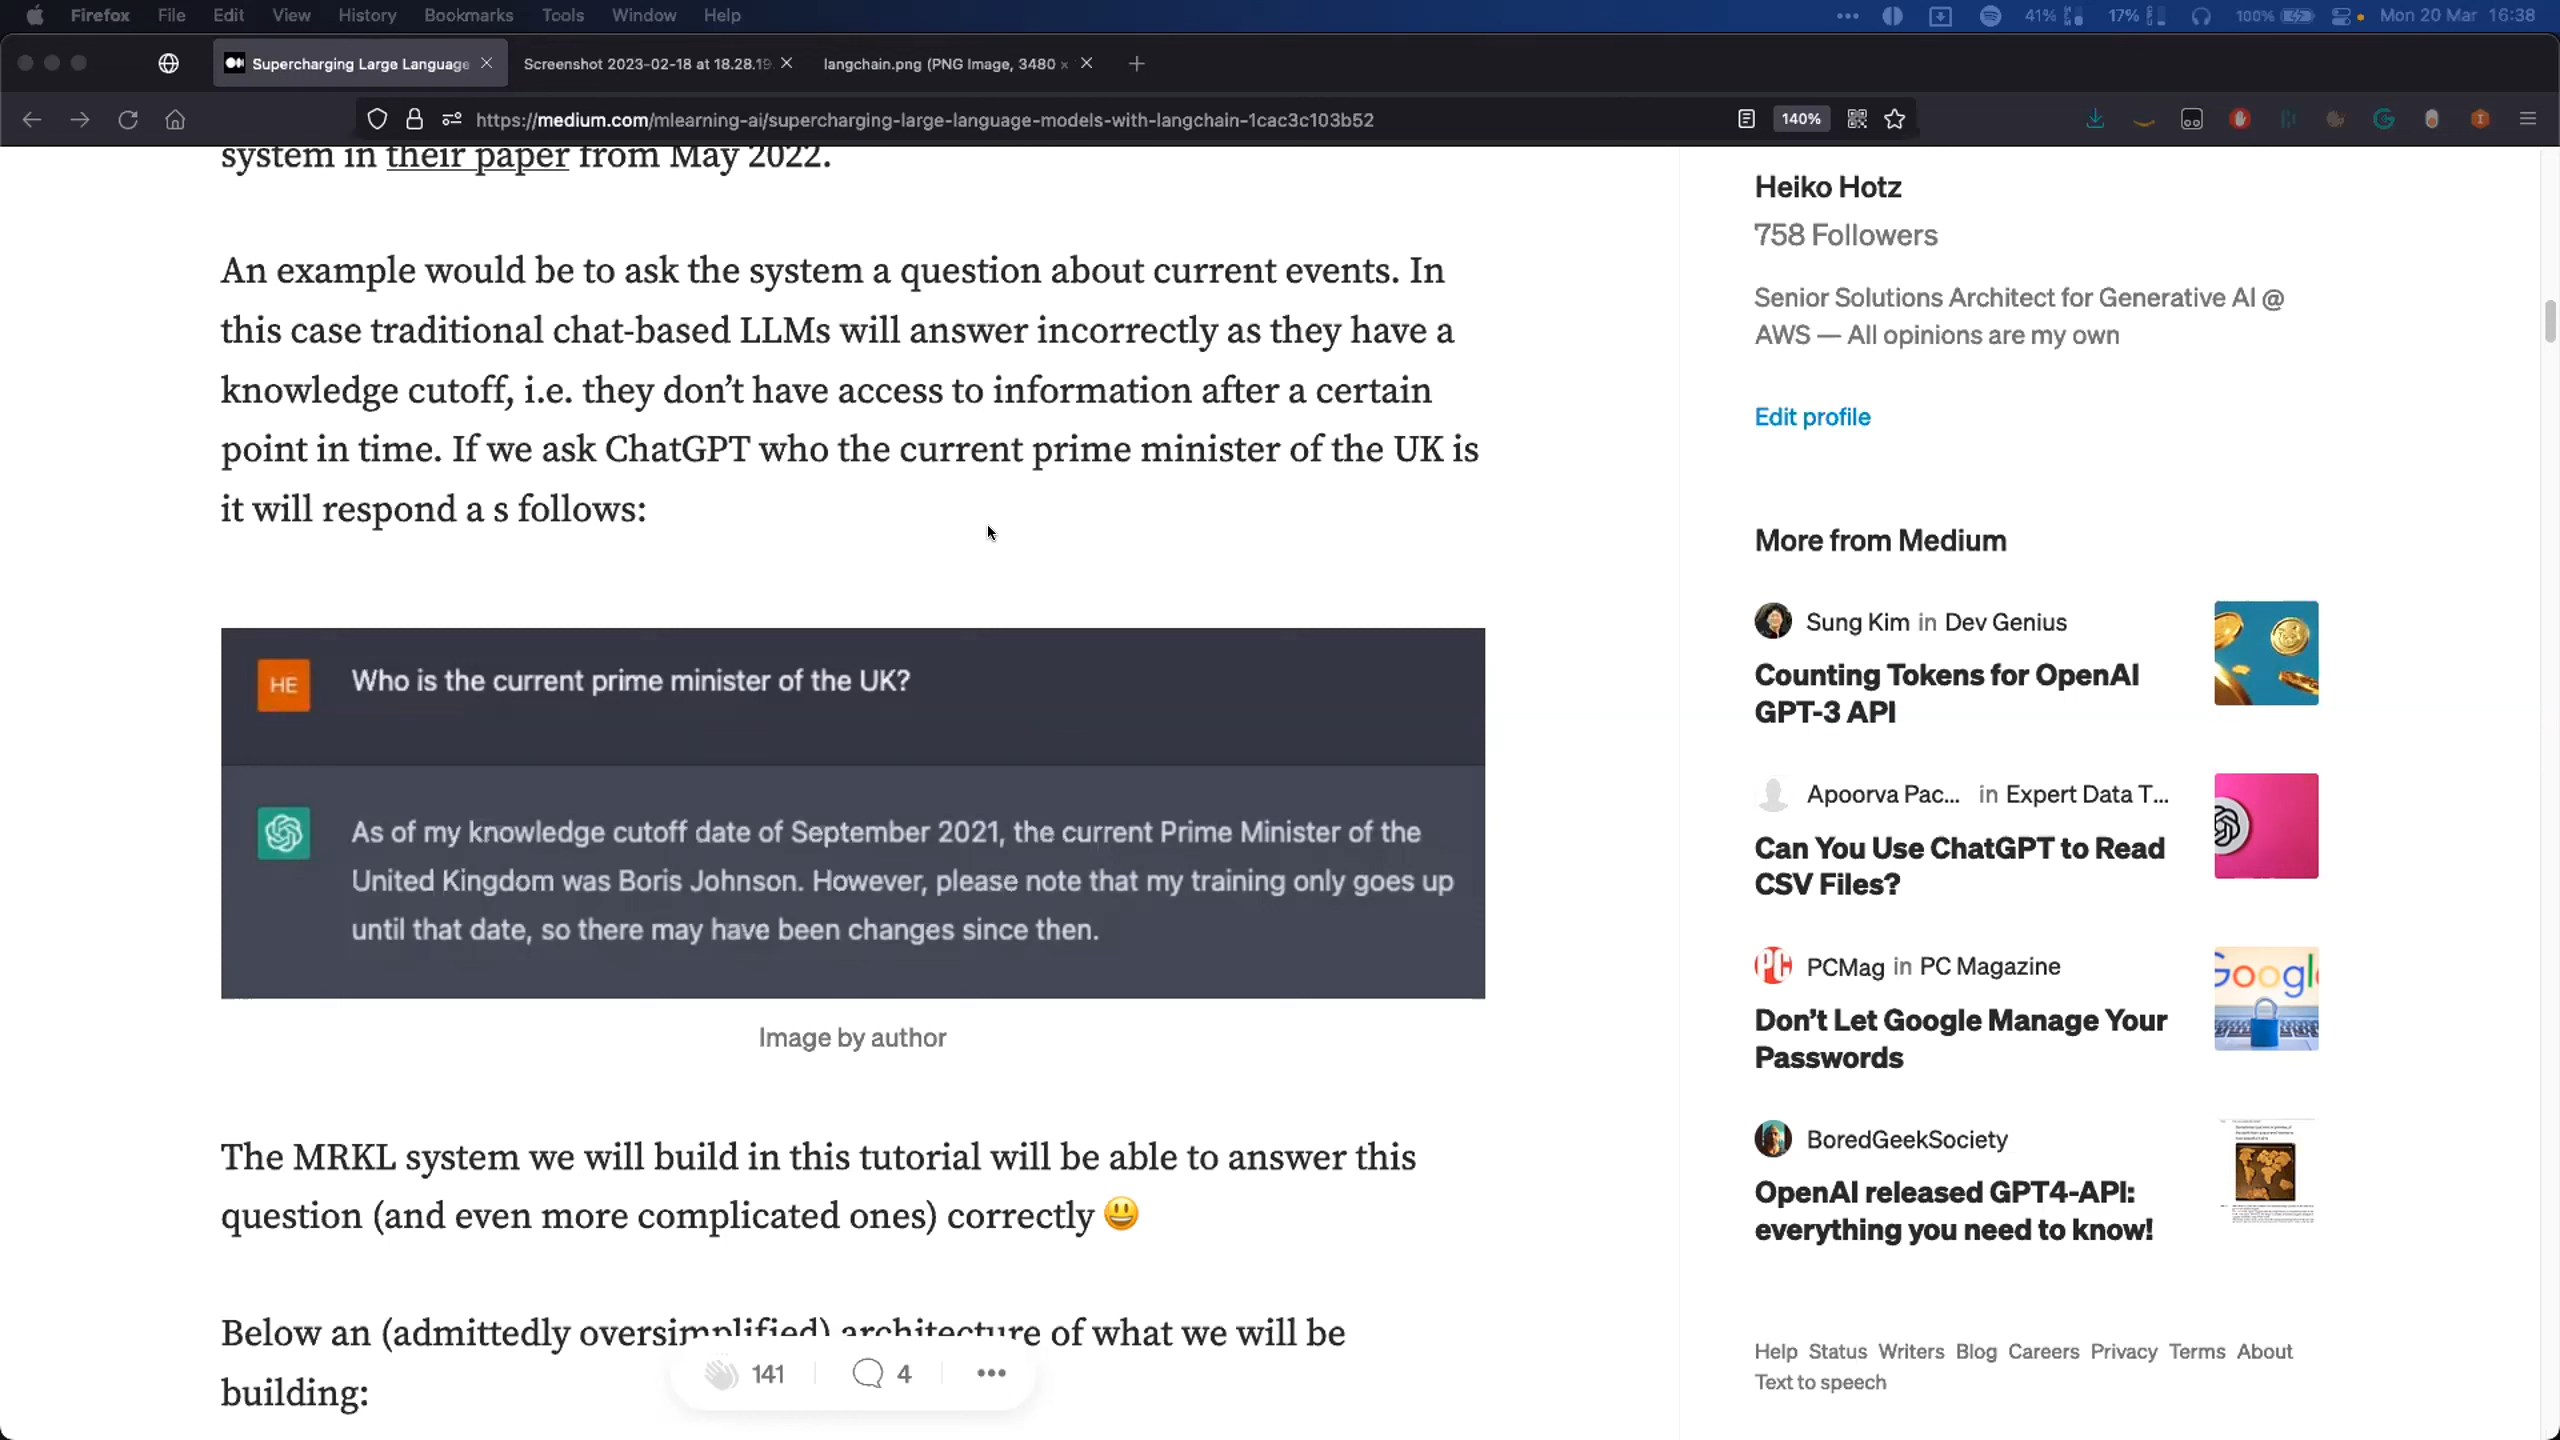 Firefox File Edit View History Bookmarks Tools Window Help
41% 17% 100% Mon 20 Mar 16:38
Supercharging Large Language
Screenshot 2023-02-18 at 18.28.19
langchain.png (PNG Image, 3480 ×
https://medium.com/mlearning-ai/supercharging-large-language-models-with-langchain-1cac3c103b52
140%
system in their paper from May 2022.
An example would be to ask the system a question about current events. In
this case traditional chat-based LLMs will answer incorrectly as they have a
knowledge cutoff, i.e. they don’t have access to information after a certain
point in time. If we ask ChatGPT who the current prime minister of the UK is
it will respond a s follows:
HE
Who is the current prime minister of the UK?
As of my knowledge cutoff date of September 2021, the current Prime Minister of the
United Kingdom was Boris Johnson. However, please note that my training only goes up
until that date, so there may have been changes since then.
Image by author
The MRKL system we will build in this tutorial will be able to answer this
question (and even more complicated ones) correctly 😃
Below an (admittedly oversimplified) architecture of what we will be
building:
141
4
Heiko Hotz
758 Followers
Senior Solutions Architect for Generative AI @
AWS — All opinions are my own
Edit profile
More from Medium
Sung Kim in Dev Genius
Counting Tokens for OpenAI
GPT-3 API
Apoorva Pac... in Expert Data T...
Can You Use ChatGPT to Read
CSV Files?
PC
PCMag in PC Magazine
Don’t Let Google Manage Your
Passwords
BoredGeekSociety
OpenAI released GPT4-API:
everything you need to know!
Help Status Writers Blog Careers Privacy Terms About
Text to speech